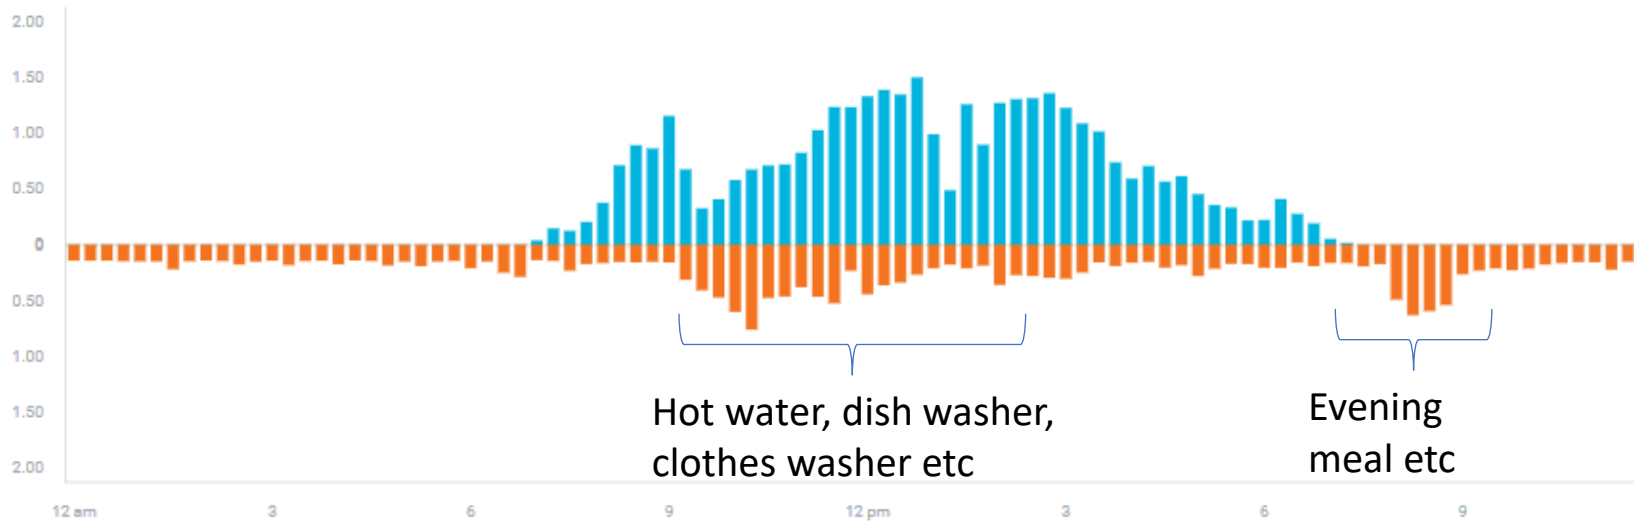 2.00
1.50
1.00
0.50
0
0.50
1.00
1.50
2.00
12 am 3 6 9 12 pm 3 6 9
Hot water, dish washer,
clothes washer etc
Evening
meal etc